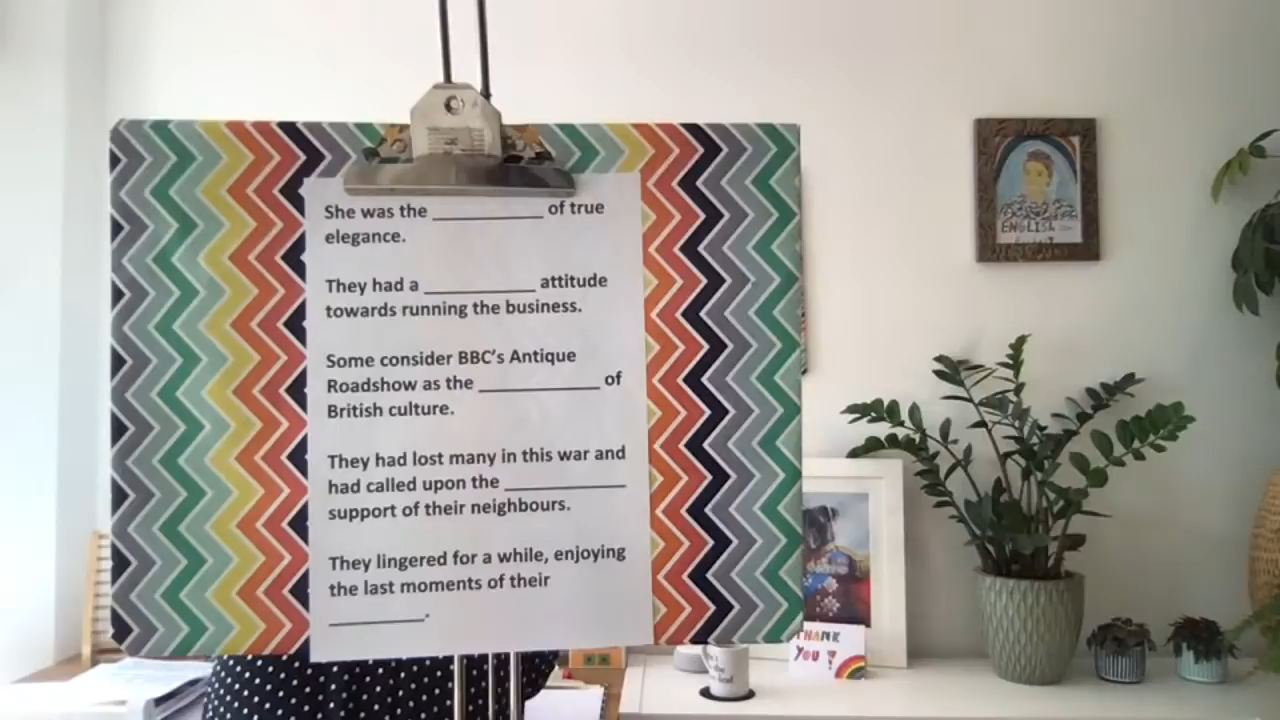 She was the __________ of true
elegance.
They had a __________ attitude
towards running the business.
Some consider BBC's Antique
Roadshow as the ___________ of
British culture.
They had lost many in this war and
had called upon the ___________
support of their neighbours.
They lingered for a while, enjoying
the last moments of their
_________.
ENGLISH
THANK
YOU !